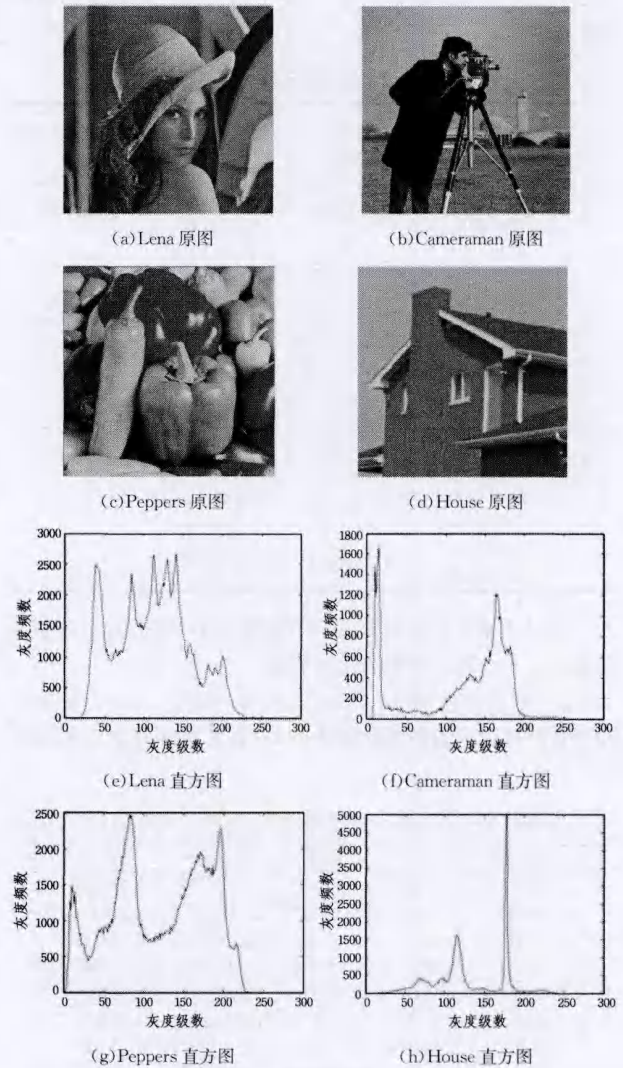 (a)Lena 原图
(b)Cameraman 原图
(c)Peppers 原图
(d)House 原图
3000
2500
2000
1500
1000
500
0
0 50 100 150 200 250 300
灰度频数
灰度级数
(e)Lena 直方图
1800
1600
1400
1200
1000
800
600
400
200
0
0 50 100 150 200 250 300
灰度频数
灰度级数
(f)Cameraman 直方图
2500
2000
1500
1000
500
0
0 50 100 150 200 250 300
灰度频数
灰度级数
(g)Peppers 直方图
5000
4500
4000
3500
3000
2500
2000
1500
1000
500
0
0 50 100 150 200 250 300
灰度频数
灰度级数
(h)House 直方图